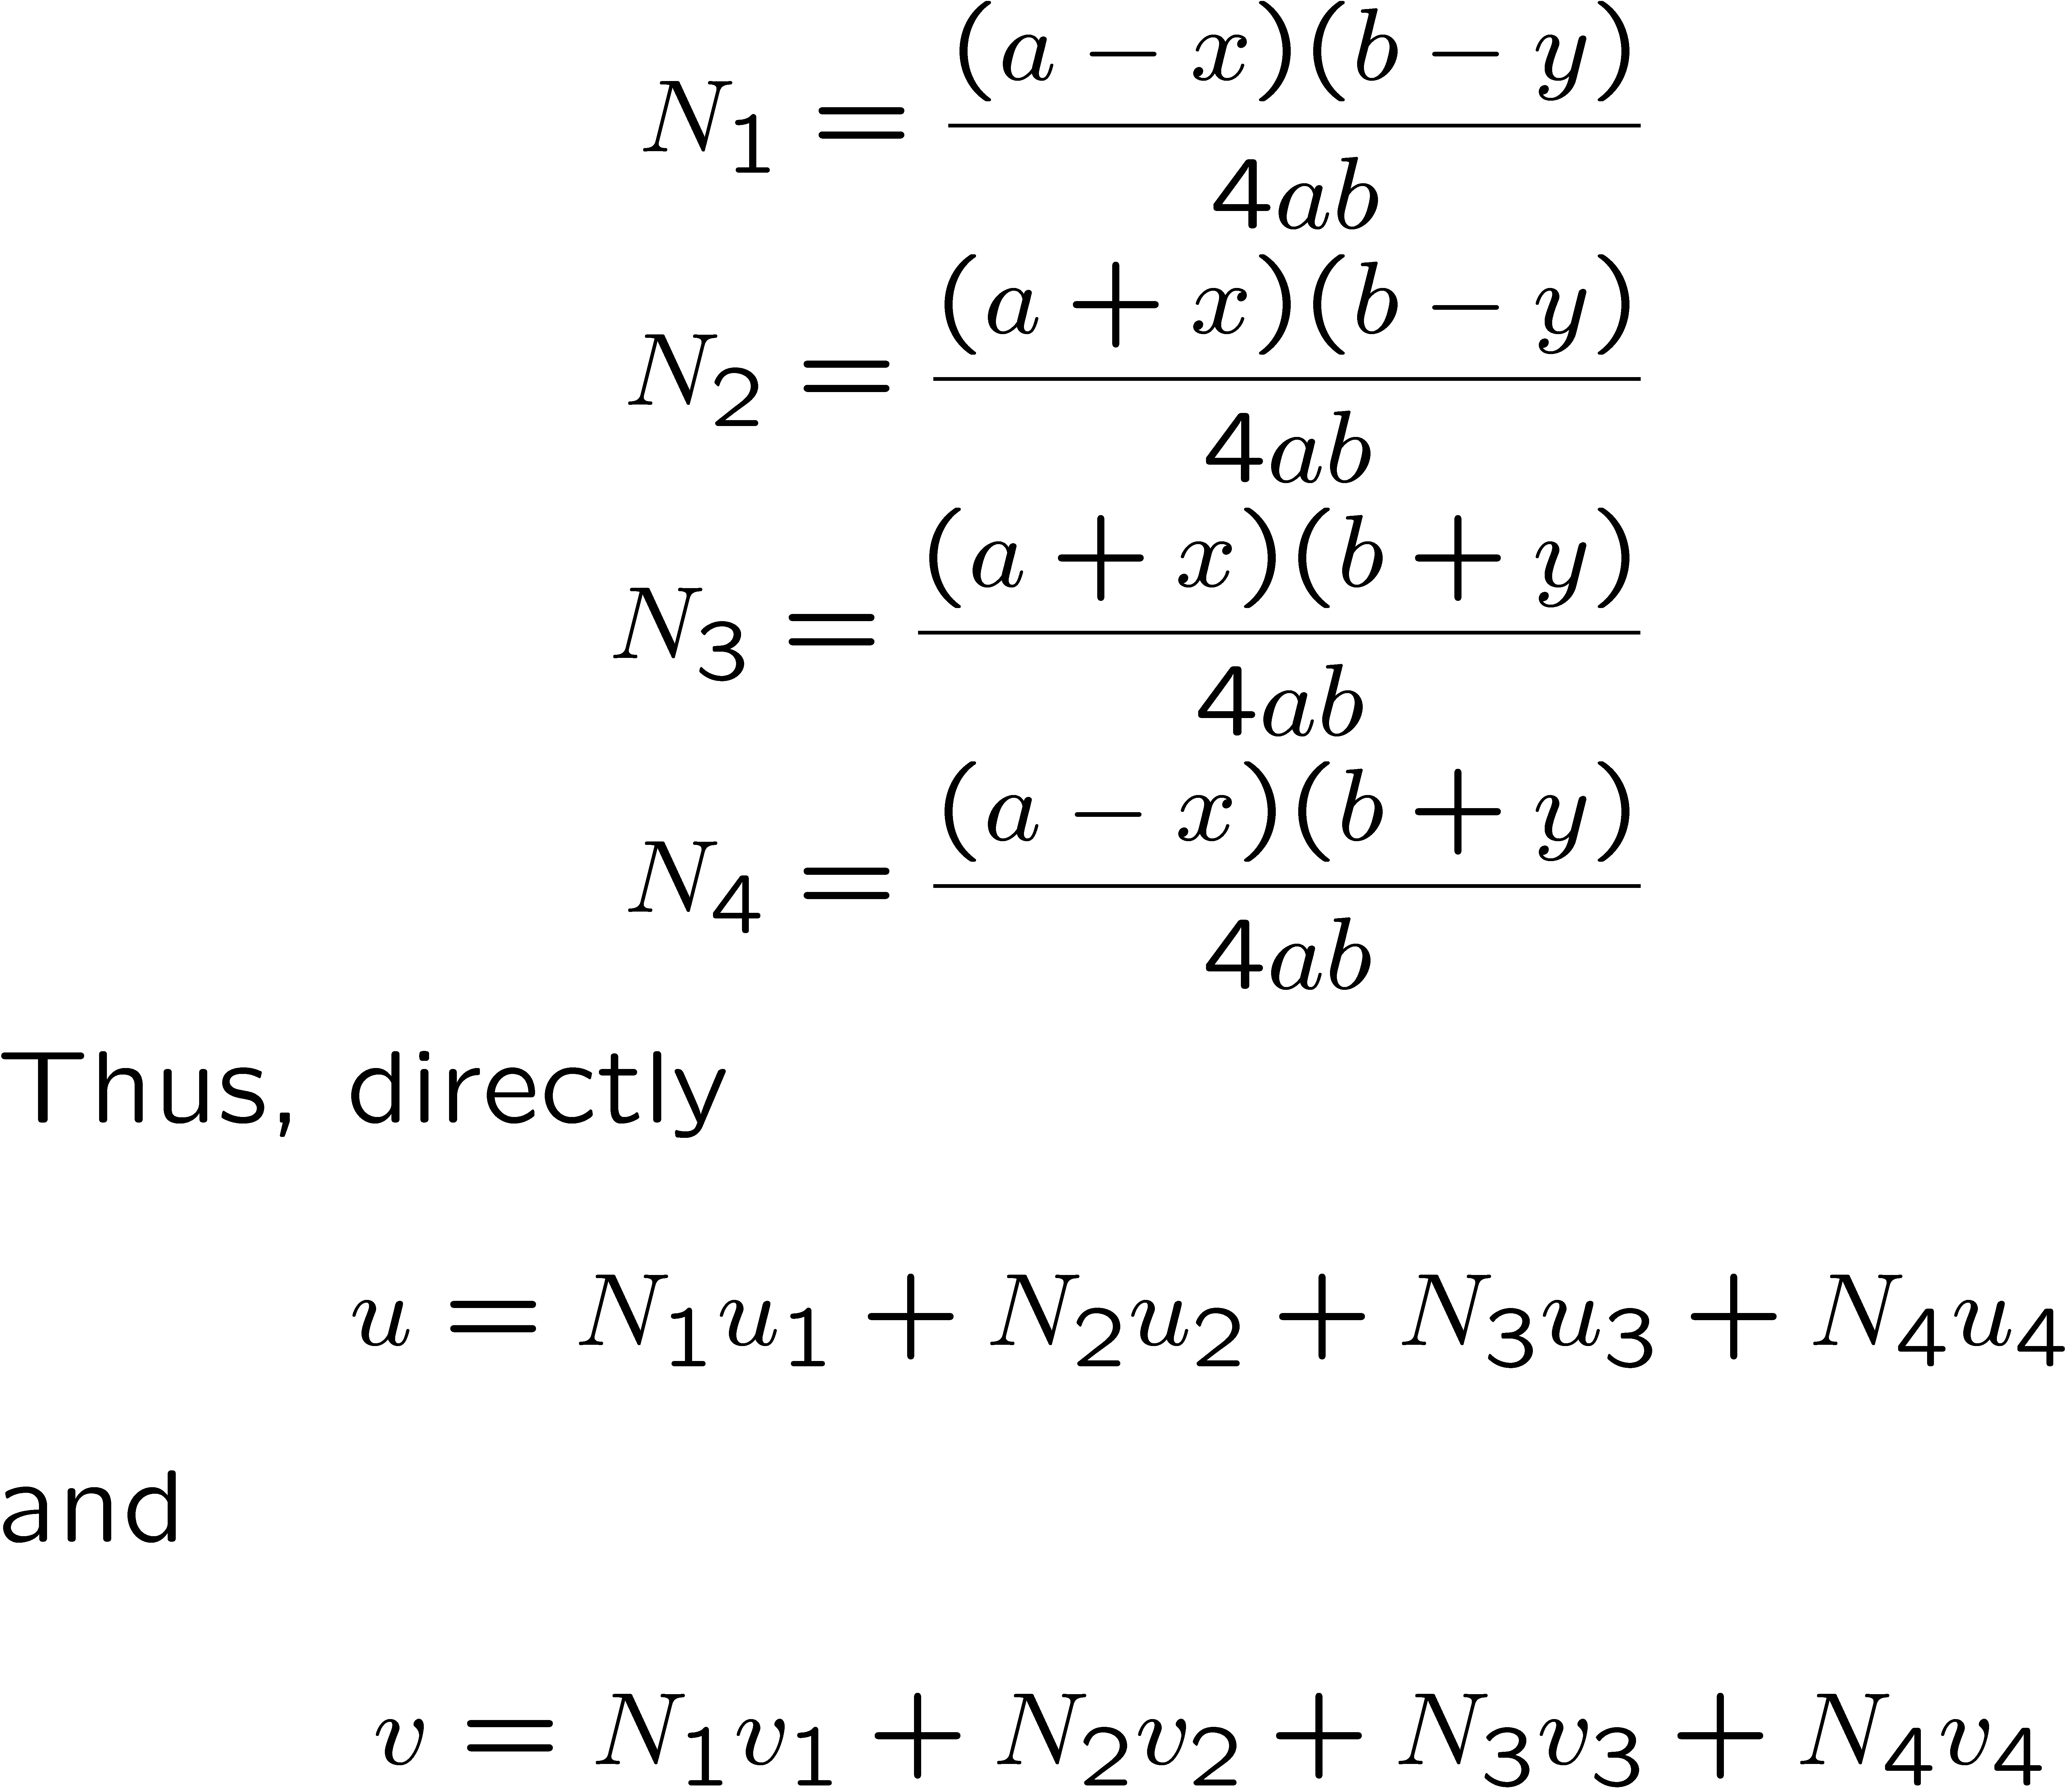 N_1 = \frac{(a - x)(b - y)}{4ab}
N_2 = \frac{(a + x)(b - y)}{4ab}
N_3 = \frac{(a + x)(b + y)}{4ab}
N_4 = \frac{(a - x)(b + y)}{4ab}
Thus, directly
u = N_1u_1 + N_2u_2 + N_3u_3 + N_4u_4
and
v = N_1v_1 + N_2v_2 + N_3v_3 + N_4v_4